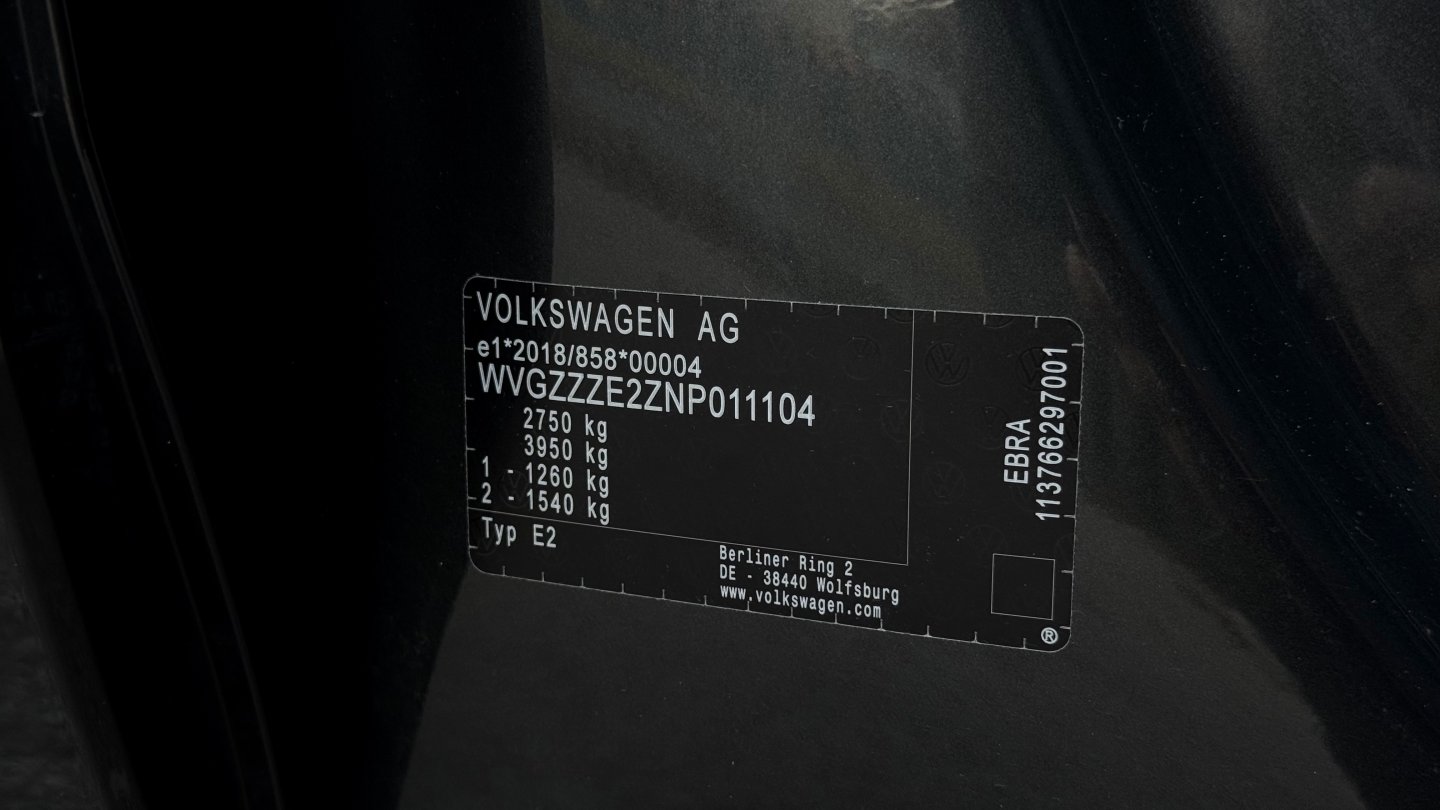 VOLKSWAGEN AG
e1*2018/858*00004
WVGZZZE2ZNP011104
2750 kg
3950 kg
1 - 1260 kg
2 - 1540 kg
Typ E2
Berliner Ring 2
DE - 38440 Wolfsburg
www.volkswagen.com
EBRA
113766297001
®